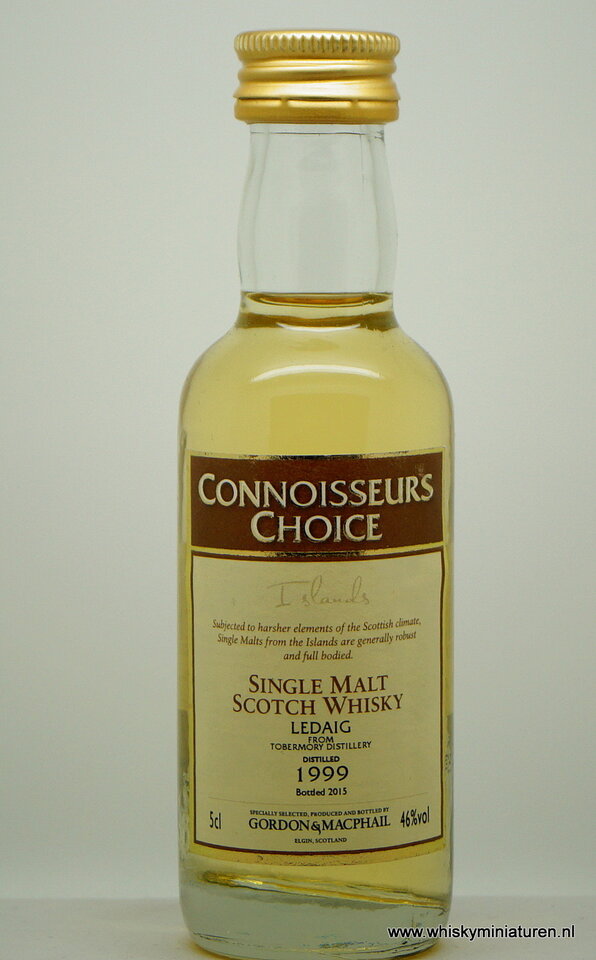 CONNOISSEURS
CHOICE
Islands
Subjected to harsher elements of the Scottish climate,
Single Malts from the Islands are generally robust
and full bodied.
SINGLE MALT
SCOTCH WHISKY
LEDAIG
FROM
TOBERMORY DISTILLERY
DISTILLED
1999
Bottled 2015
SPECIALLY SELECTED, PRODUCED AND BOTTLED BY
5cl GORDON & MACPHAIL 46%vol
ELGIN, SCOTLAND
www.whiskyminiaturen.nl